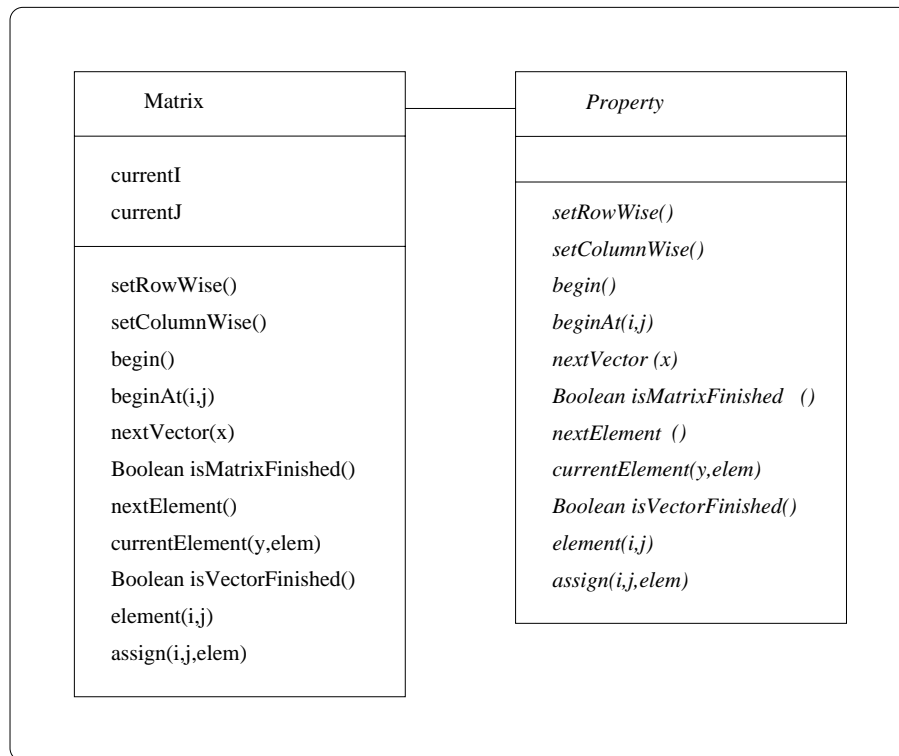 Matrix
currentI
currentJ
setRowWise()
setColumnWise()
begin()
beginAt(i,j)
nextVector(x)
Boolean isMatrixFinished()
nextElement()
currentElement(y,elem)
Boolean isVectorFinished()
element(i,j)
assign(i,j,elem)
Property
setRowWise()
setColumnWise()
begin()
beginAt(i,j)
nextVector (x)
Boolean isMatrixFinished ()
nextElement ()
currentElement(y,elem)
Boolean isVectorFinished()
element(i,j)
assign(i,j,elem)